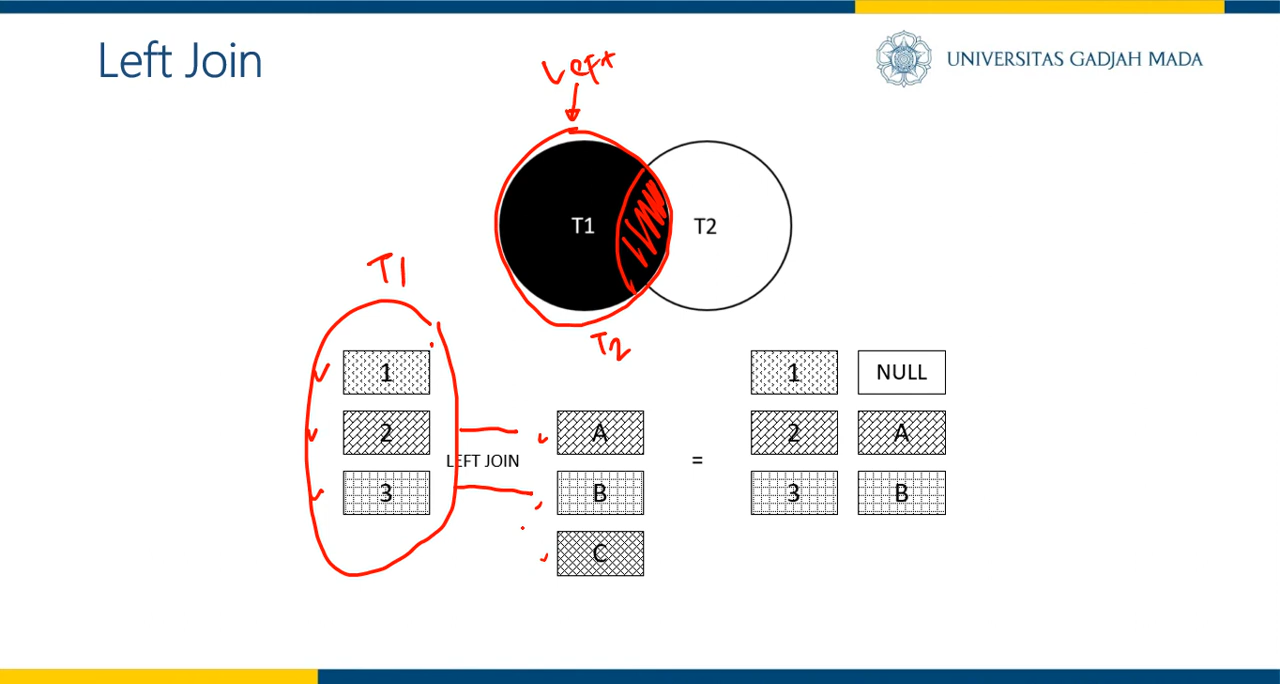 Left Join
UNIVERSITAS GADJAH MADA
Left
T1 T2
T1
T2
1
2
3
LEFT JOIN
A
B
C
=
1 NULL
2 A
3 B